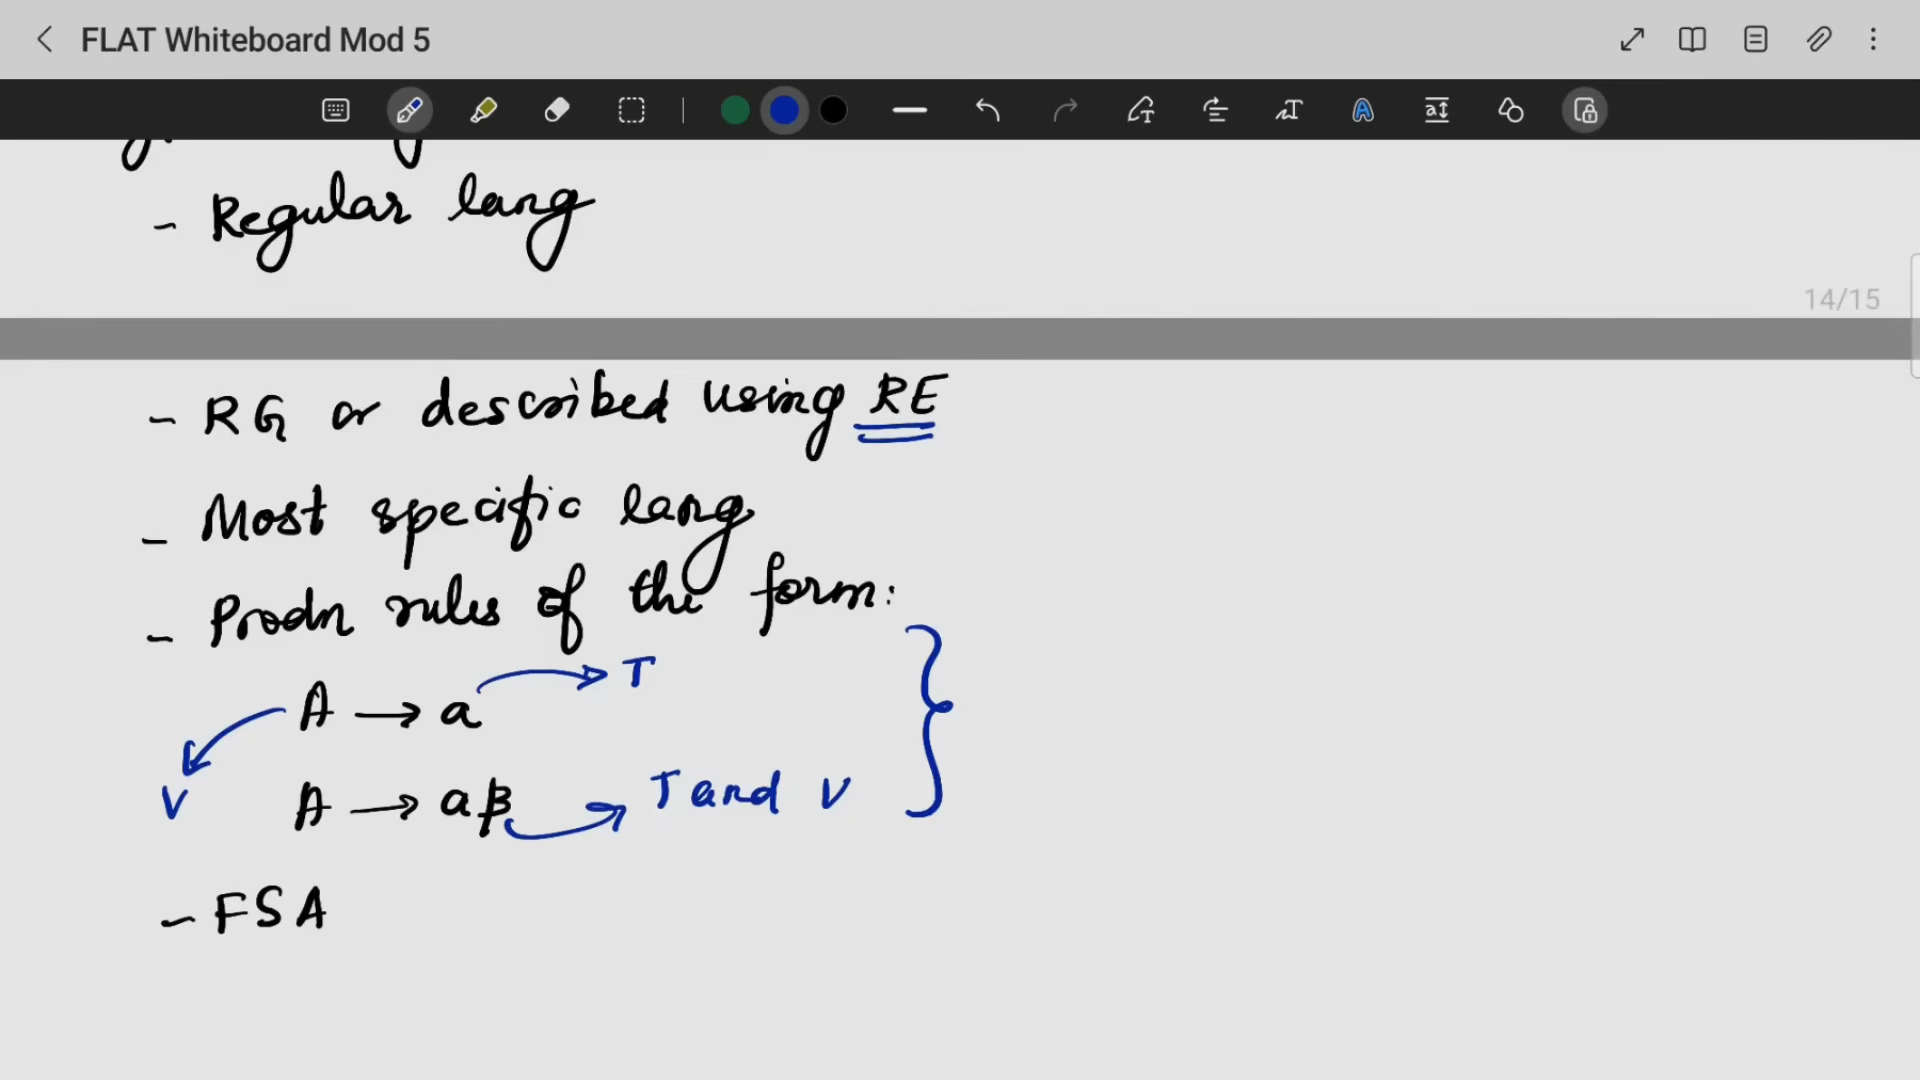 FLAT Whiteboard Mod 5
- Regular lang
14/15
- RG or described using RE
- Most specific lang
- Prodn rules of the form:
A → a → T
V
A → aβ → T and V
- FSA